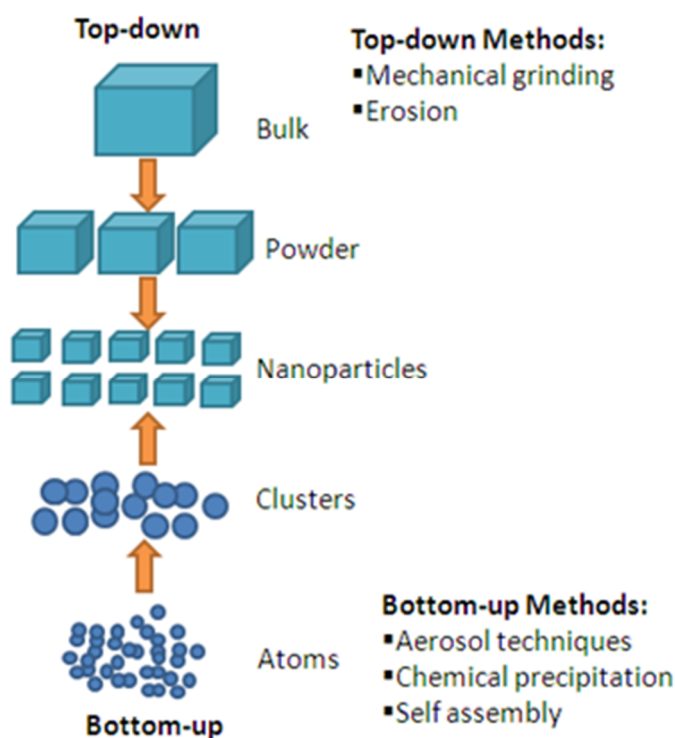 Top-down
Top-down Methods:
▪Mechanical grinding
▪Erosion
Bulk
Powder
Nanoparticles
Clusters
Atoms
Bottom-up Methods:
▪Aerosol techniques
▪Chemical precipitation
▪Self assembly
Bottom-up